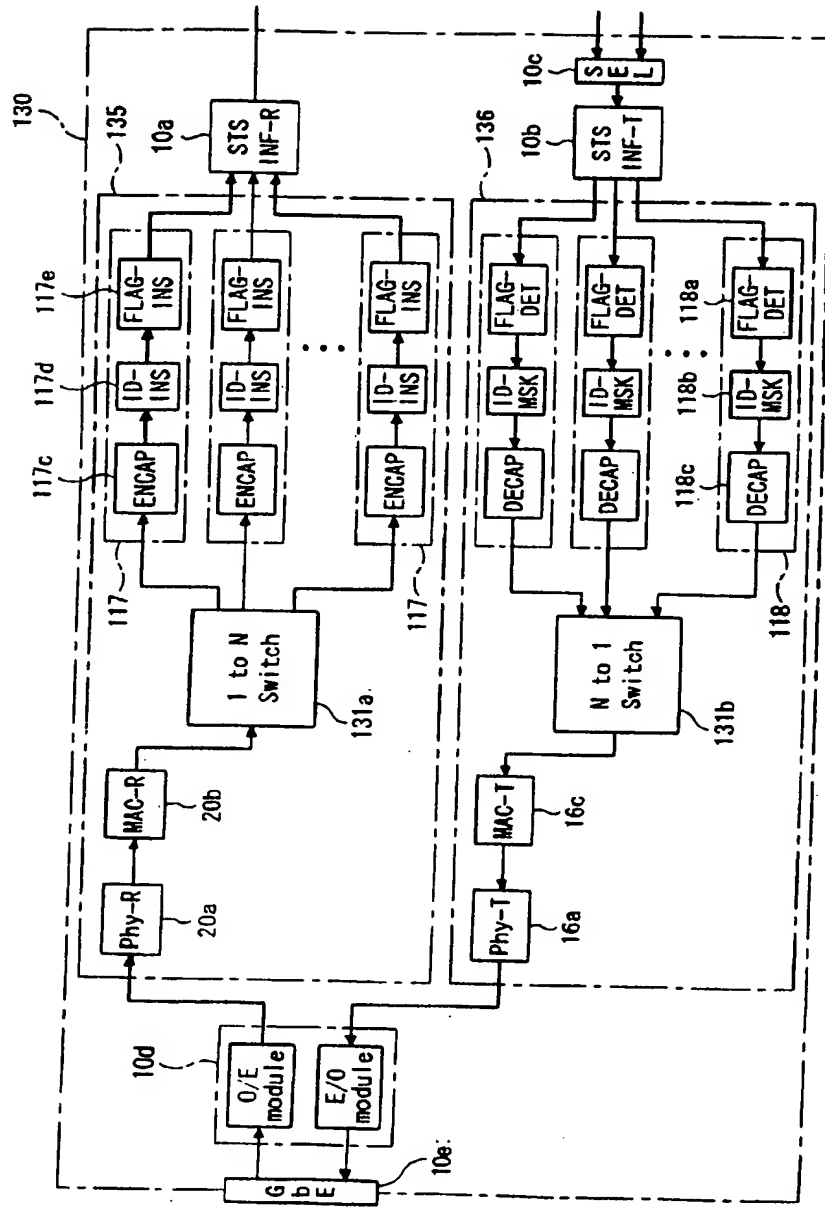 130
135
10a
STS
INF-R
117e
FLAG-
INS
117d
ID-
INS
117c
ENCAP
FLAG-
INS
ID-
INS
ENCAP
• • •
FLAG-
INS
ID-
INS
ENCAP
117
117
1 to N
Switch
131a
MAC-R
20b
Phy-R
20a
10d
O/E
module
E/O
module
GbE
10e
10c
SEL
10b
STS
INF-T
136
FLAG-
DET
ID-
MSK
DECAP
FLAG-
DET
ID-
MSK
DECAP
• • •
118a
FLAG-
DET
118b
ID-
MSK
118c
DECAP
118
N to 1
Switch
131b
MAC-T
16c
Phy-T
16a